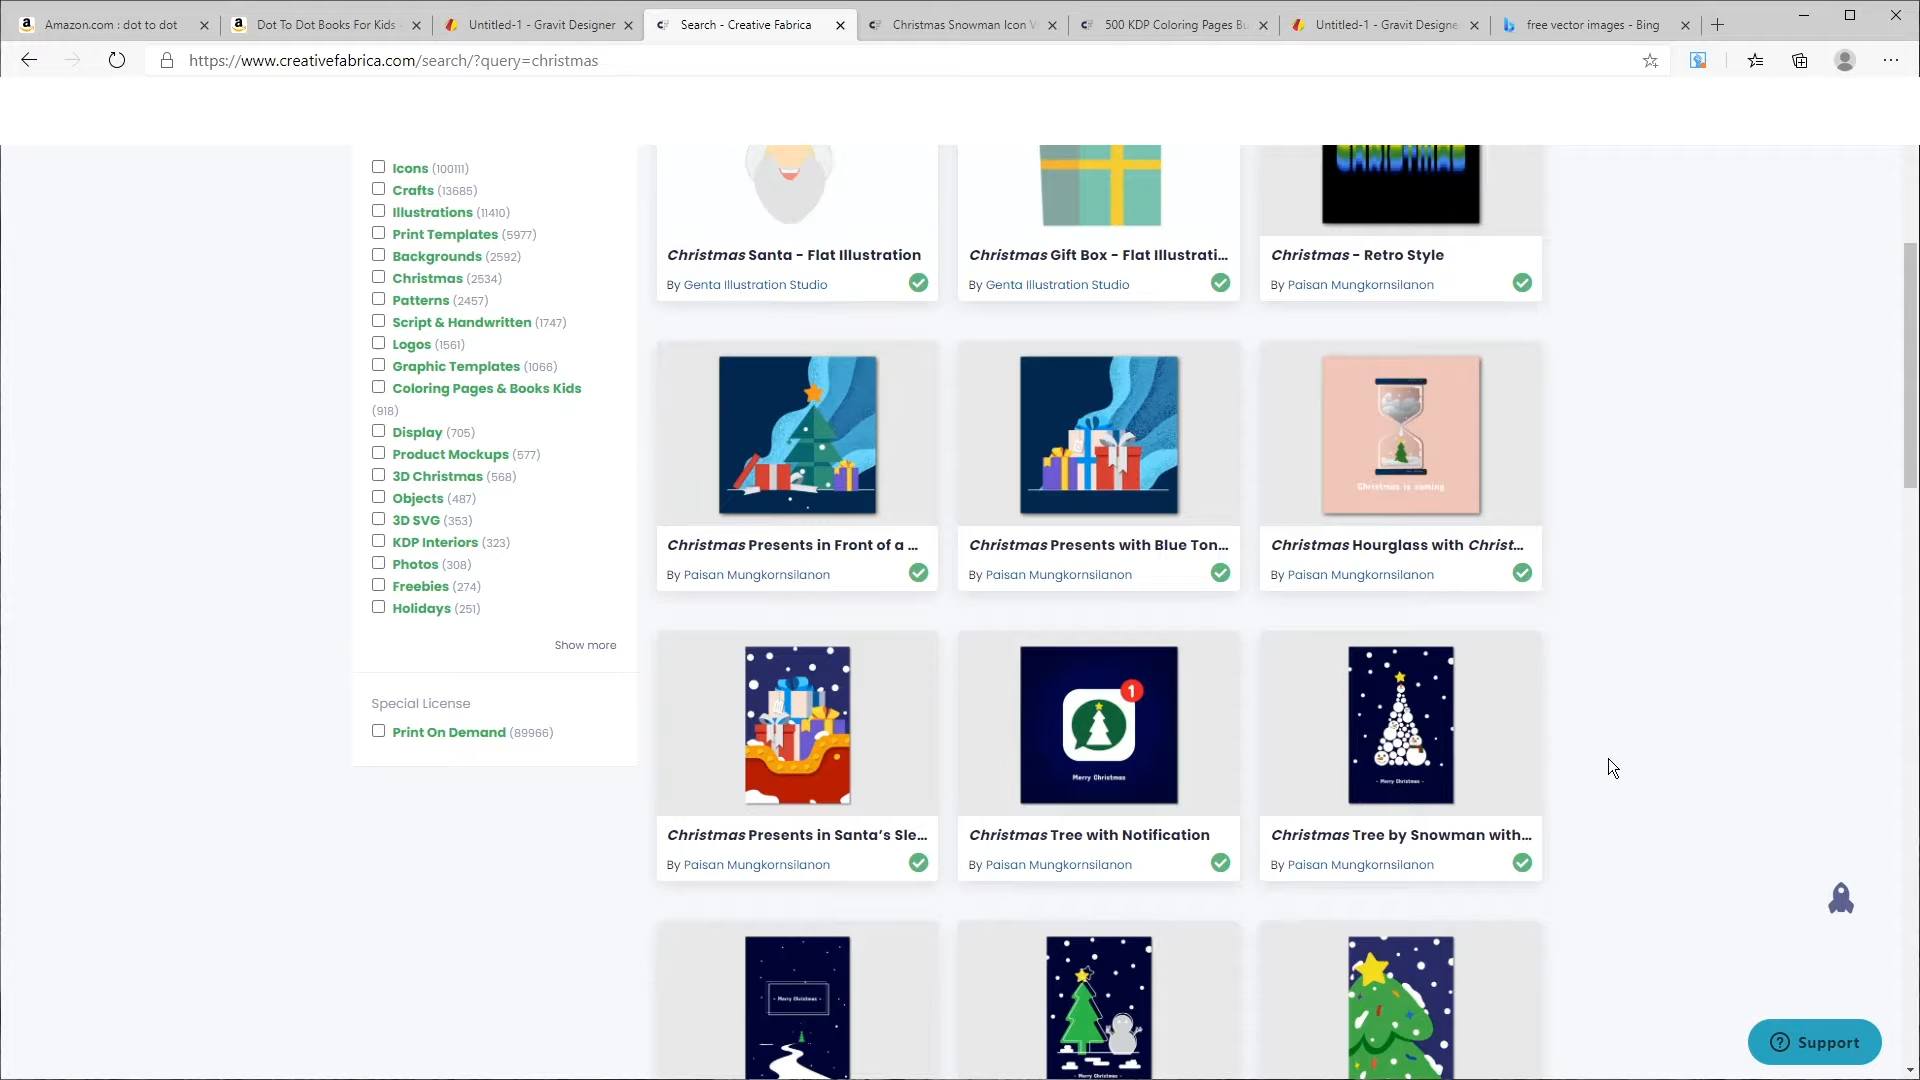 Amazon.com : dot to dot
Dot To Dot Books For Kids
Untitled-1 - Gravit Designer
Search - Creative Fabrica
Christmas Snowman Icon V
500 KDP Coloring Pages Bu
Untitled-1 - Gravit Designe
free vector images - Bing
https://www.creativefabrica.com/search/?query=christmas
Icons (100111)
Crafts (13685)
Illustrations (11410)
Print Templates (5977)
Backgrounds (2592)
Christmas (2534)
Patterns (2457)
Script & Handwritten (1747)
Logos (1561)
Graphic Templates (1066)
Coloring Pages & Books Kids
(918)
Display (705)
Product Mockups (577)
3D Christmas (568)
Objects (487)
3D SVG (353)
KDP Interiors (323)
Photos (308)
Freebies (274)
Holidays (251)
Show more
Special License
Print On Demand (89966)
CHRISTMAS
Christmas Santa - Flat Illustration
By Genta Illustration Studio
Christmas Gift Box - Flat Illustrati...
By Genta Illustration Studio
Christmas - Retro Style
By Paisan Mungkornsilanon
Christmas is coming
Christmas Presents in Front of a ...
By Paisan Mungkornsilanon
Christmas Presents with Blue Ton...
By Paisan Mungkornsilanon
Christmas Hourglass with Christ...
By Paisan Mungkornsilanon
1
Merry Christmas
- Merry Christmas -
Christmas Presents in Santa's Sle...
By Paisan Mungkornsilanon
Christmas Tree with Notification
By Paisan Mungkornsilanon
Christmas Tree by Snowman with...
By Paisan Mungkornsilanon
- Merry Christmas -
- Merry Christmas -
Support